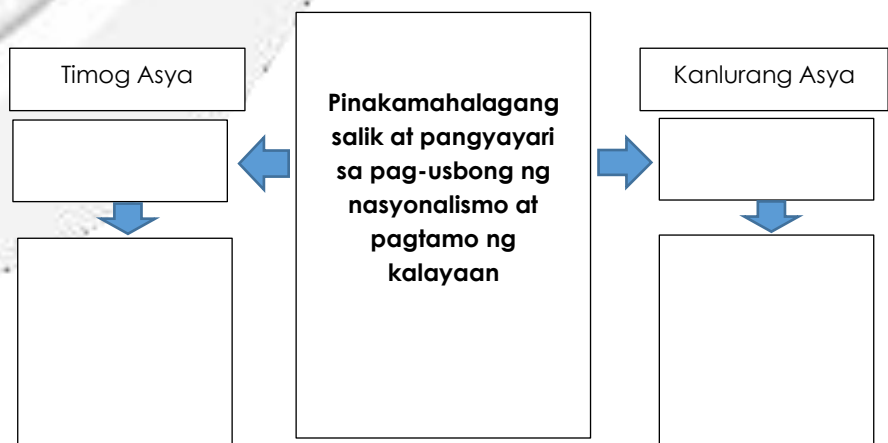 Timog Asya
Pinakamahalagang
salik at pangyayari
sa pag-usbong ng
nasyonalismo at
pagtamo ng
kalayaan
Kanlurang Asya